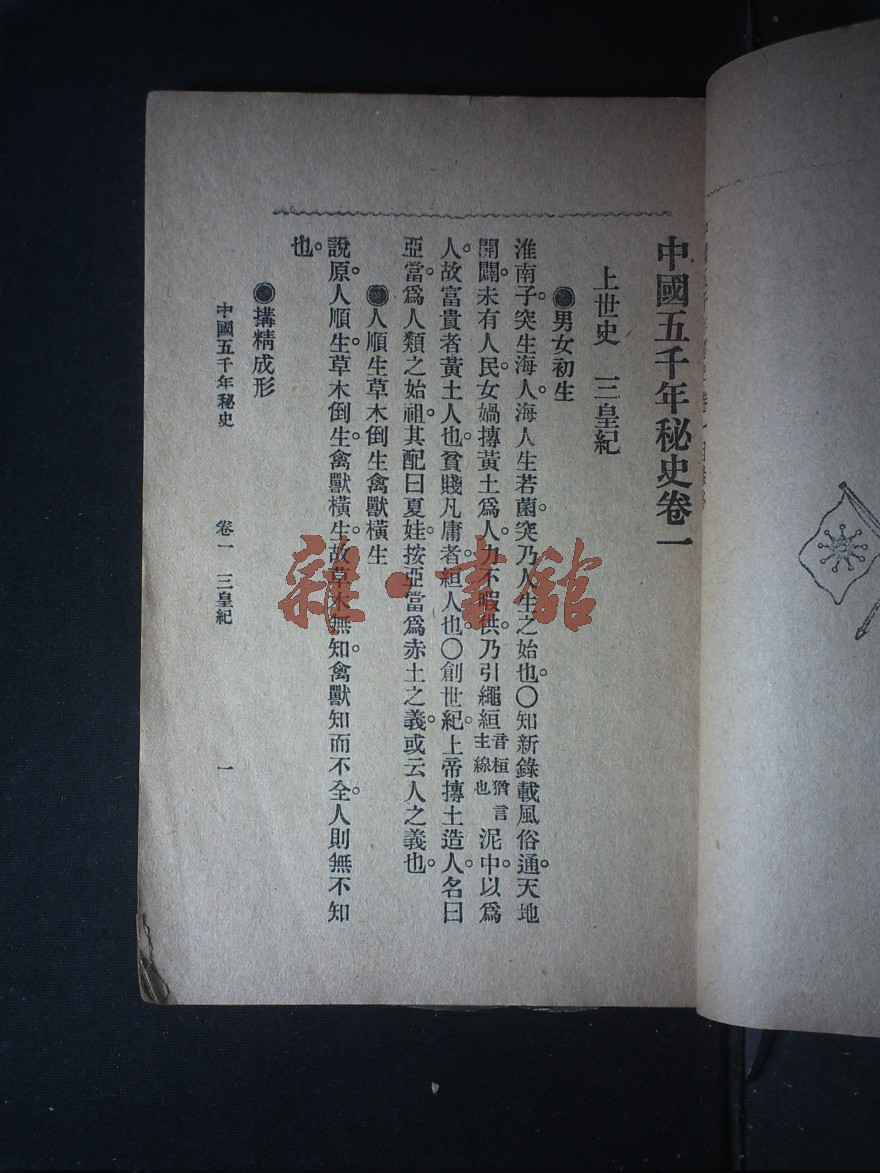 中國五千年秘史卷一
上世史　三皇紀
●男女初生
淮南子。突生海人。海人生若菌。突乃人生之始也。〇知新錄載風俗通。天地
開闢。未有人民。女媧摶黃土爲人。力不暇供。乃引繩絙音桓猶言主線也泥中。以爲
人。故富貴者黃土人也。貧賤凡庸者。絙人也。〇創世紀。上帝摶土造人。名曰
亞當。爲人類之始祖。其配曰夏娃。按亞當爲赤土之義。或云人之義也。
●人順生草木倒生禽獸橫生
說原。人順生。草木倒生。禽獸橫生。故草木無知。禽獸知而不全。人則無不知
也。
●搆精成形
中國五千年秘史　卷一　三皇紀　一
雜·書館